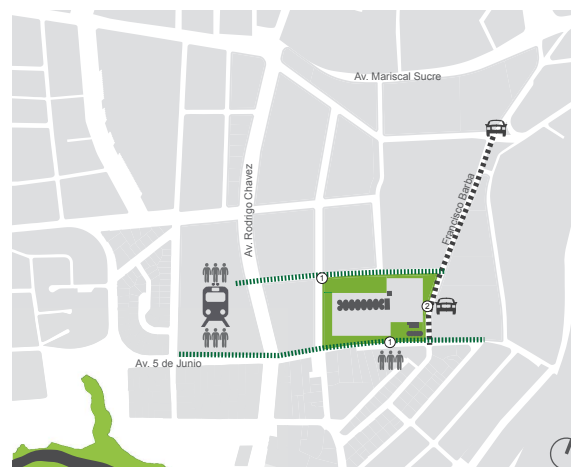 Av. Mariscal Sucre
Francisco Barba
Av. Rodrigo Chavez
1
2
1
Av. 5 de Junio